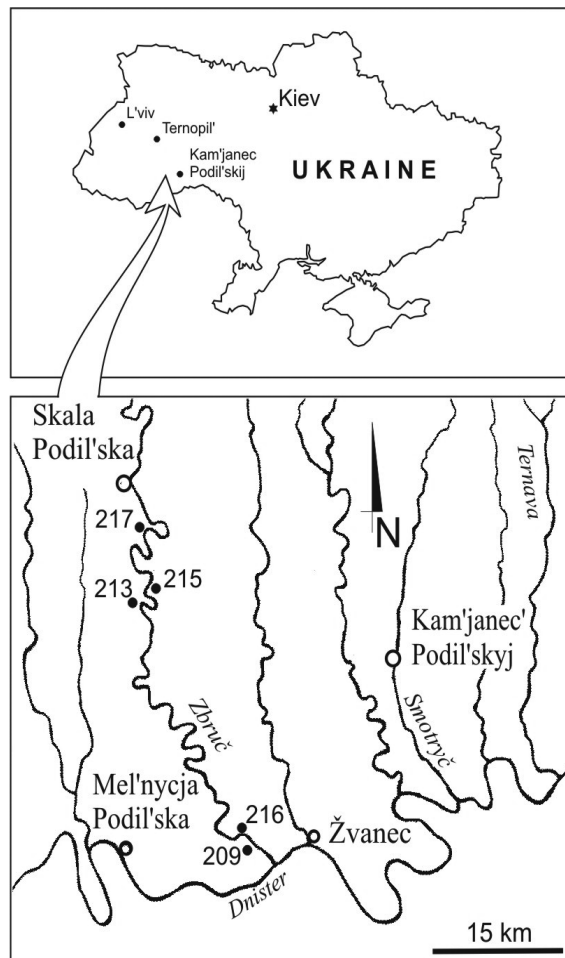 Kiev
L'viv
Ternopil'
Kam'janec
Podil'skij
UKRAINE
Skala
Podil'ska
217
215
213
N
Ternava
Kam'janec'
Podil'skyj
Zbruč
Smotryč
Mel'nycja
Podil'ska
216
209
Žvanec
Dnister
15 km